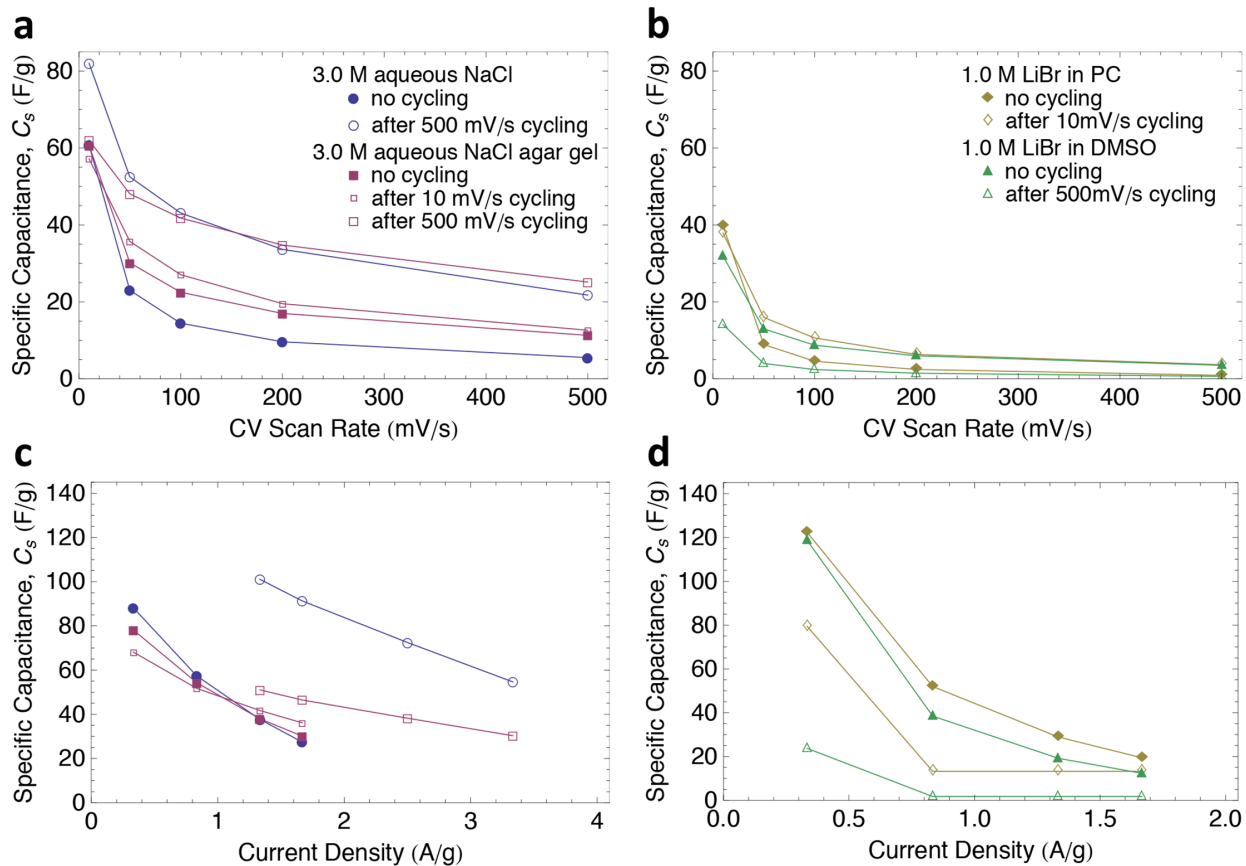 a
80
60
40
20
0
Specific Capacitance, Cₛ (F/g)
3.0 M aqueous NaCl
no cycling
after 500 mV/s cycling
3.0 M aqueous NaCl agar gel
no cycling
after 10 mV/s cycling
after 500 mV/s cycling
0 100 200 300 400 500
CV Scan Rate (mV/s)
b
80
60
40
20
0
Specific Capacitance, Cₛ (F/g)
1.0 M LiBr in PC
no cycling
after 10mV/s cycling
1.0 M LiBr in DMSO
no cycling
after 500mV/s cycling
0 100 200 300 400 500
CV Scan Rate (mV/s)
c
140
120
100
80
60
40
20
0
Specific Capacitance, Cₛ (F/g)
0 1 2 3 4
Current Density (A/g)
d
140
120
100
80
60
40
20
0
Specific Capacitance, Cₛ (F/g)
0.0 0.5 1.0 1.5 2.0
Current Density (A/g)